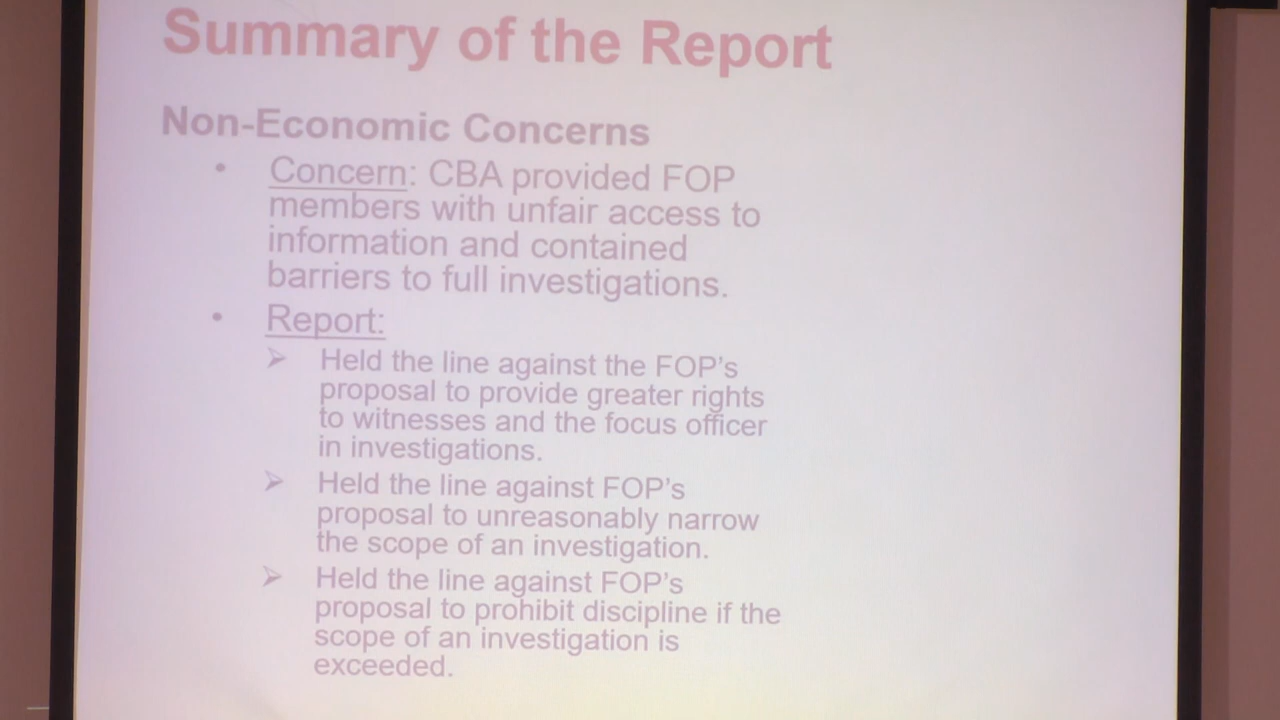 Summary of the Report
Non-Economic Concerns
• Concern: CBA provided FOP
members with unfair access to
information and contained
barriers to full investigations.
• Report:
➢ Held the line against the FOP's
proposal to provide greater rights
to witnesses and the focus officer
in investigations.
➢ Held the line against FOP's
proposal to unreasonably narrow
the scope of an investigation.
➢ Held the line against FOP's
proposal to prohibit discipline if the
scope of an investigation is
exceeded.